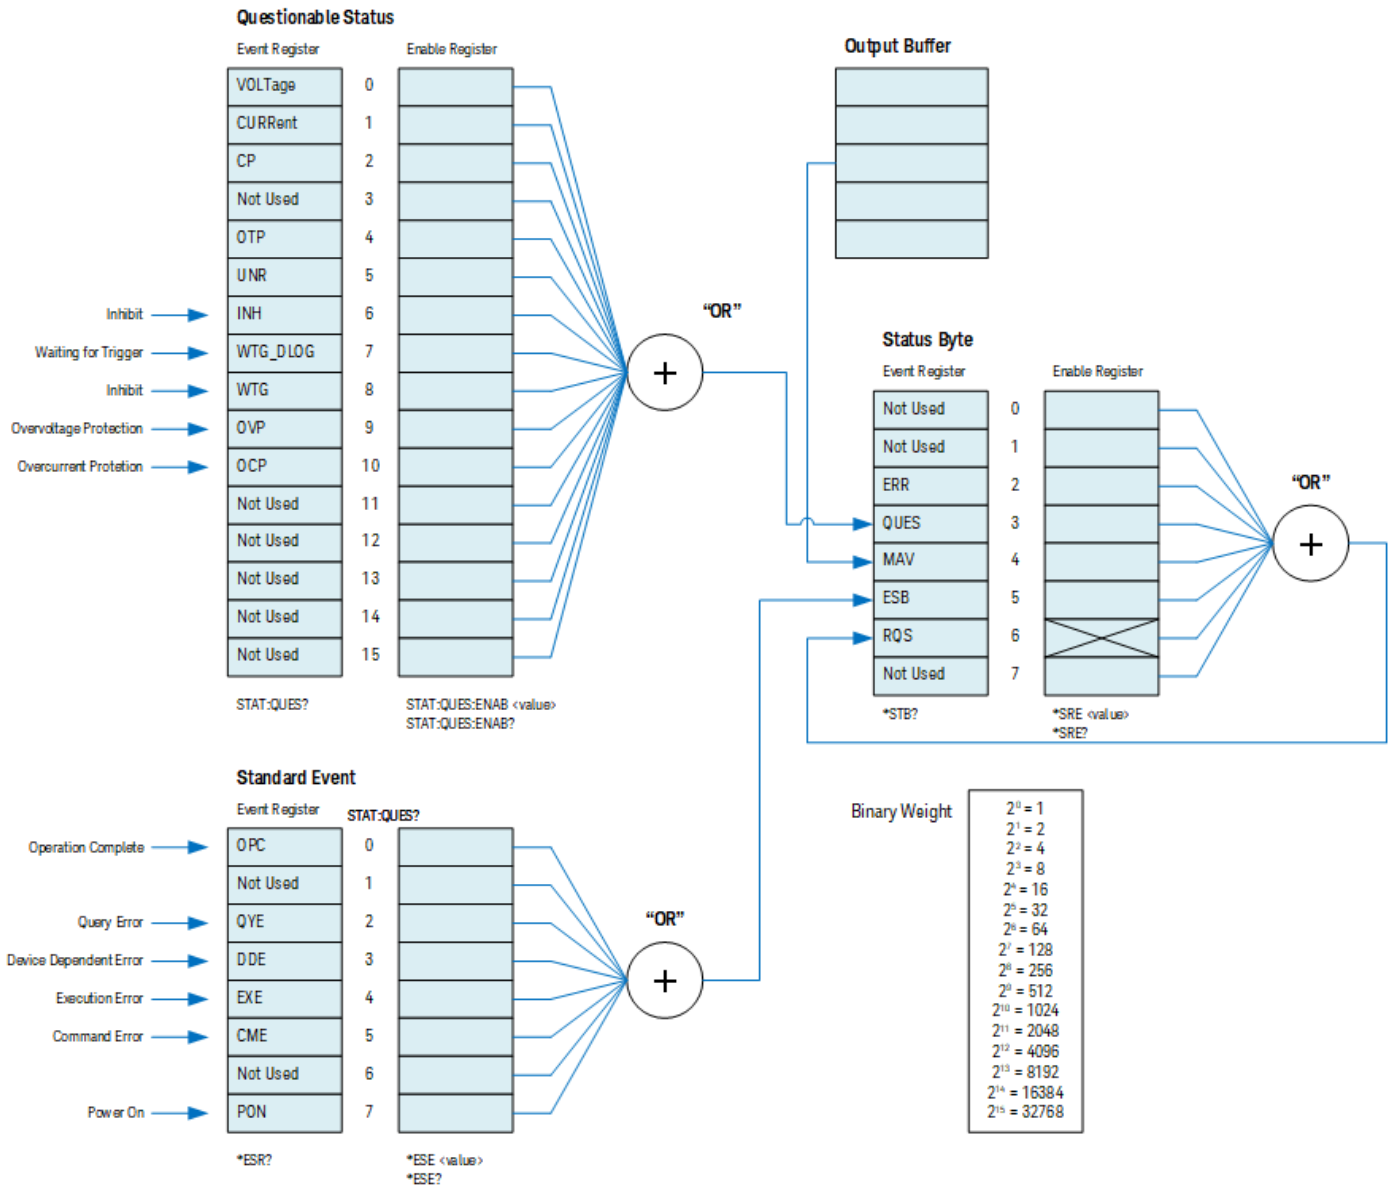 Questionable Status
Event Register
Enable Register
VOLTage 0
CURRent 1
CP 2
Not Used 3
OTP 4
UNR 5
Inhibit INH 6
Waiting for Trigger WTG_DLOG 7
Inhibit WTG 8
Overvoltage Protection OVP 9
Overcurrent Protetion OCP 10
Not Used 11
Not Used 12
Not Used 13
Not Used 14
Not Used 15
STAT:QUES?
STAT:QUES:ENAB <value>
STAT:QUES:ENAB?
"OR"
+
Output Buffer
Status Byte
Event Register
Enable Register
Not Used 0
Not Used 1
ERR 2
QUES 3
MAV 4
ESB 5
RQS 6
Not Used 7
*STB?
*SRE <value>
*SRE?
"OR"
+
Standard Event
Event Register
STAT:QUES?
Operation Complete OPC 0
Not Used 1
Query Error QYE 2
Device Dependent Error DDE 3
Execution Error EXE 4
Command Error CME 5
Not Used 6
Power On PON 7
*ESR?
*ESE <value>
*ESE?
"OR"
+
Binary Weight
2⁰ = 1
2¹ = 2
2² = 4
2³ = 8
2⁴ = 16
2⁵ = 32
2⁶ = 64
2⁷ = 128
2⁸ = 256
2⁹ = 512
2¹⁰ = 1024
2¹¹ = 2048
2¹² = 4096
2¹³ = 8192
2¹⁴ = 16384
2¹⁵ = 32768